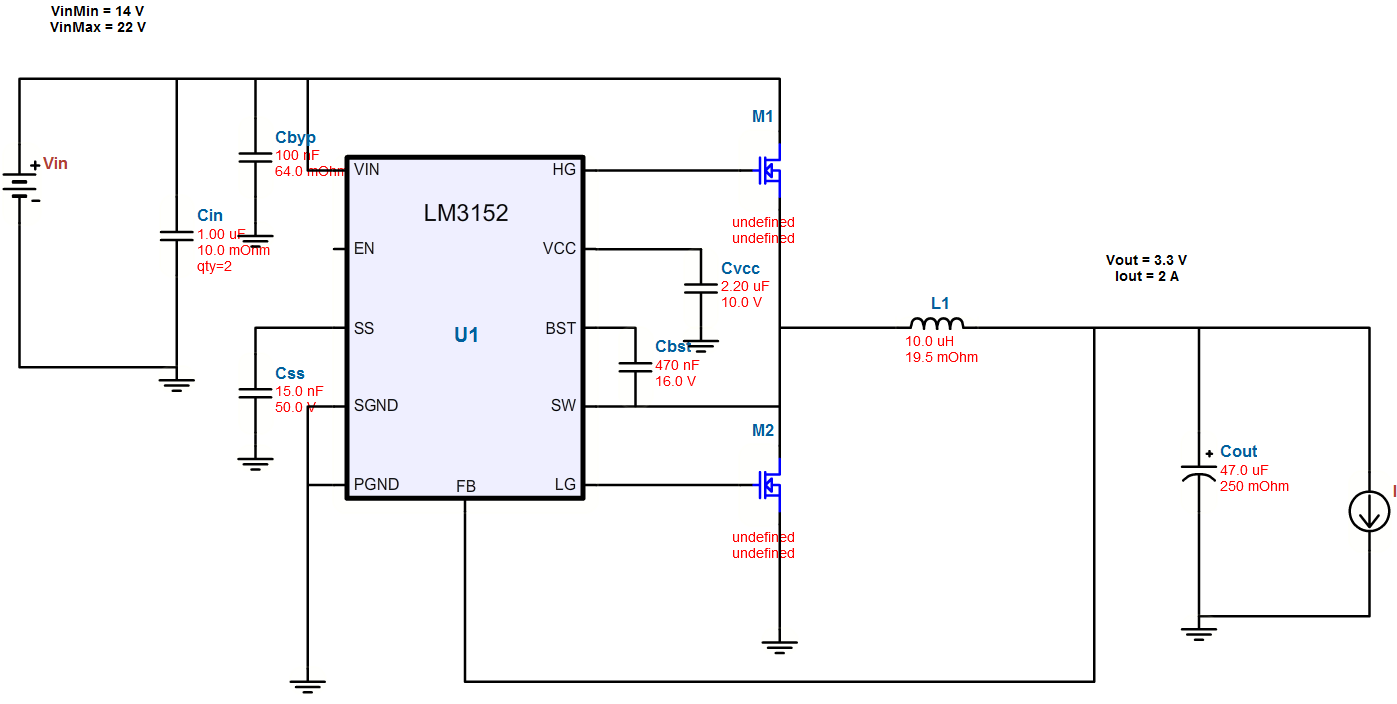 VinMin = 14 V
VinMax = 22 V
M1
Cbyp
100 nF
64.0 mOhm
+ Vin
-
VIN
HG
LM3152
Cin
1.00 uF
10.0 mOhm
qty=2
undefined
undefined
EN
VCC
Cvcc
2.20 uF
10.0 V
Vout = 3.3 V
Iout = 2 A
L1
10.0 uH
19.5 mOhm
SS
U1
BST
Cbst
470 nF
16.0 V
Css
15.0 nF
50.0 V
SGND
SW
M2
+ Cout
47.0 uF
250 mOhm
PGND
FB
LG
I
undefined
undefined